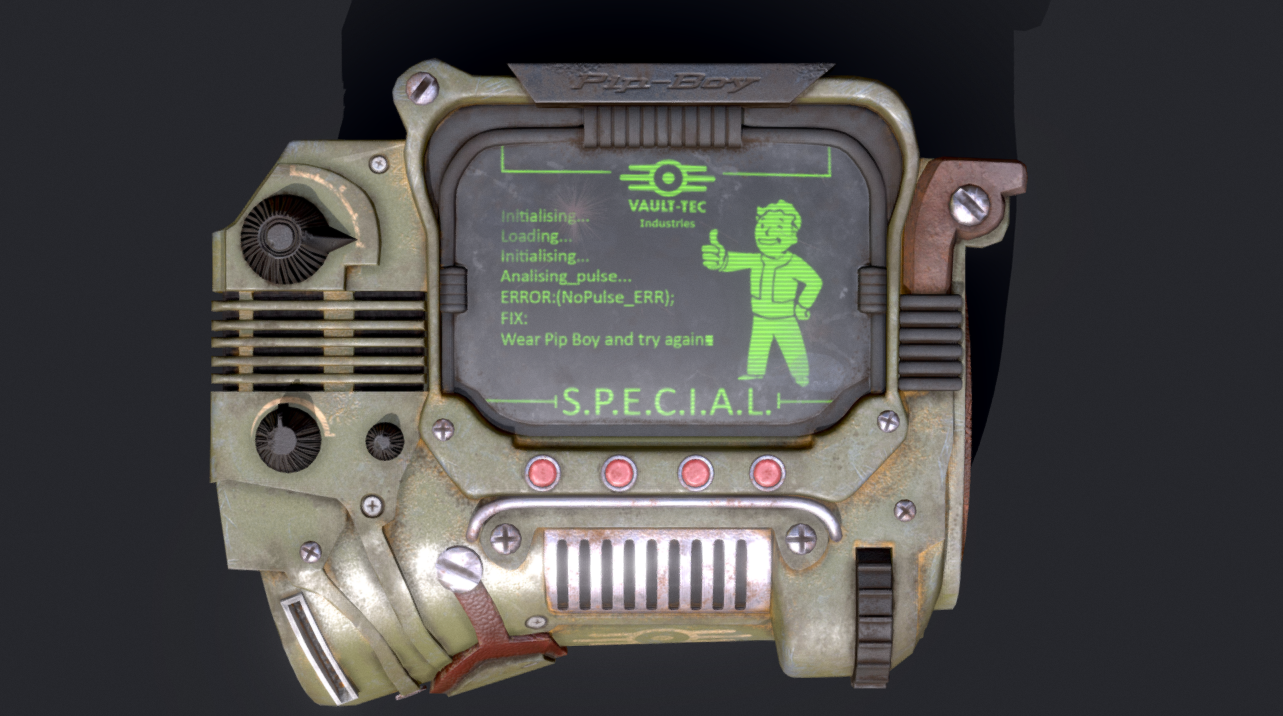 Pip-Boy
VAULT-TEC
Industries
Initialising...
Loading...
Initialising...
Analising_pulse...
ERROR:(NoPulse_ERR);
FIX:
Wear Pip Boy and try again
S.P.E.C.I.A.L.